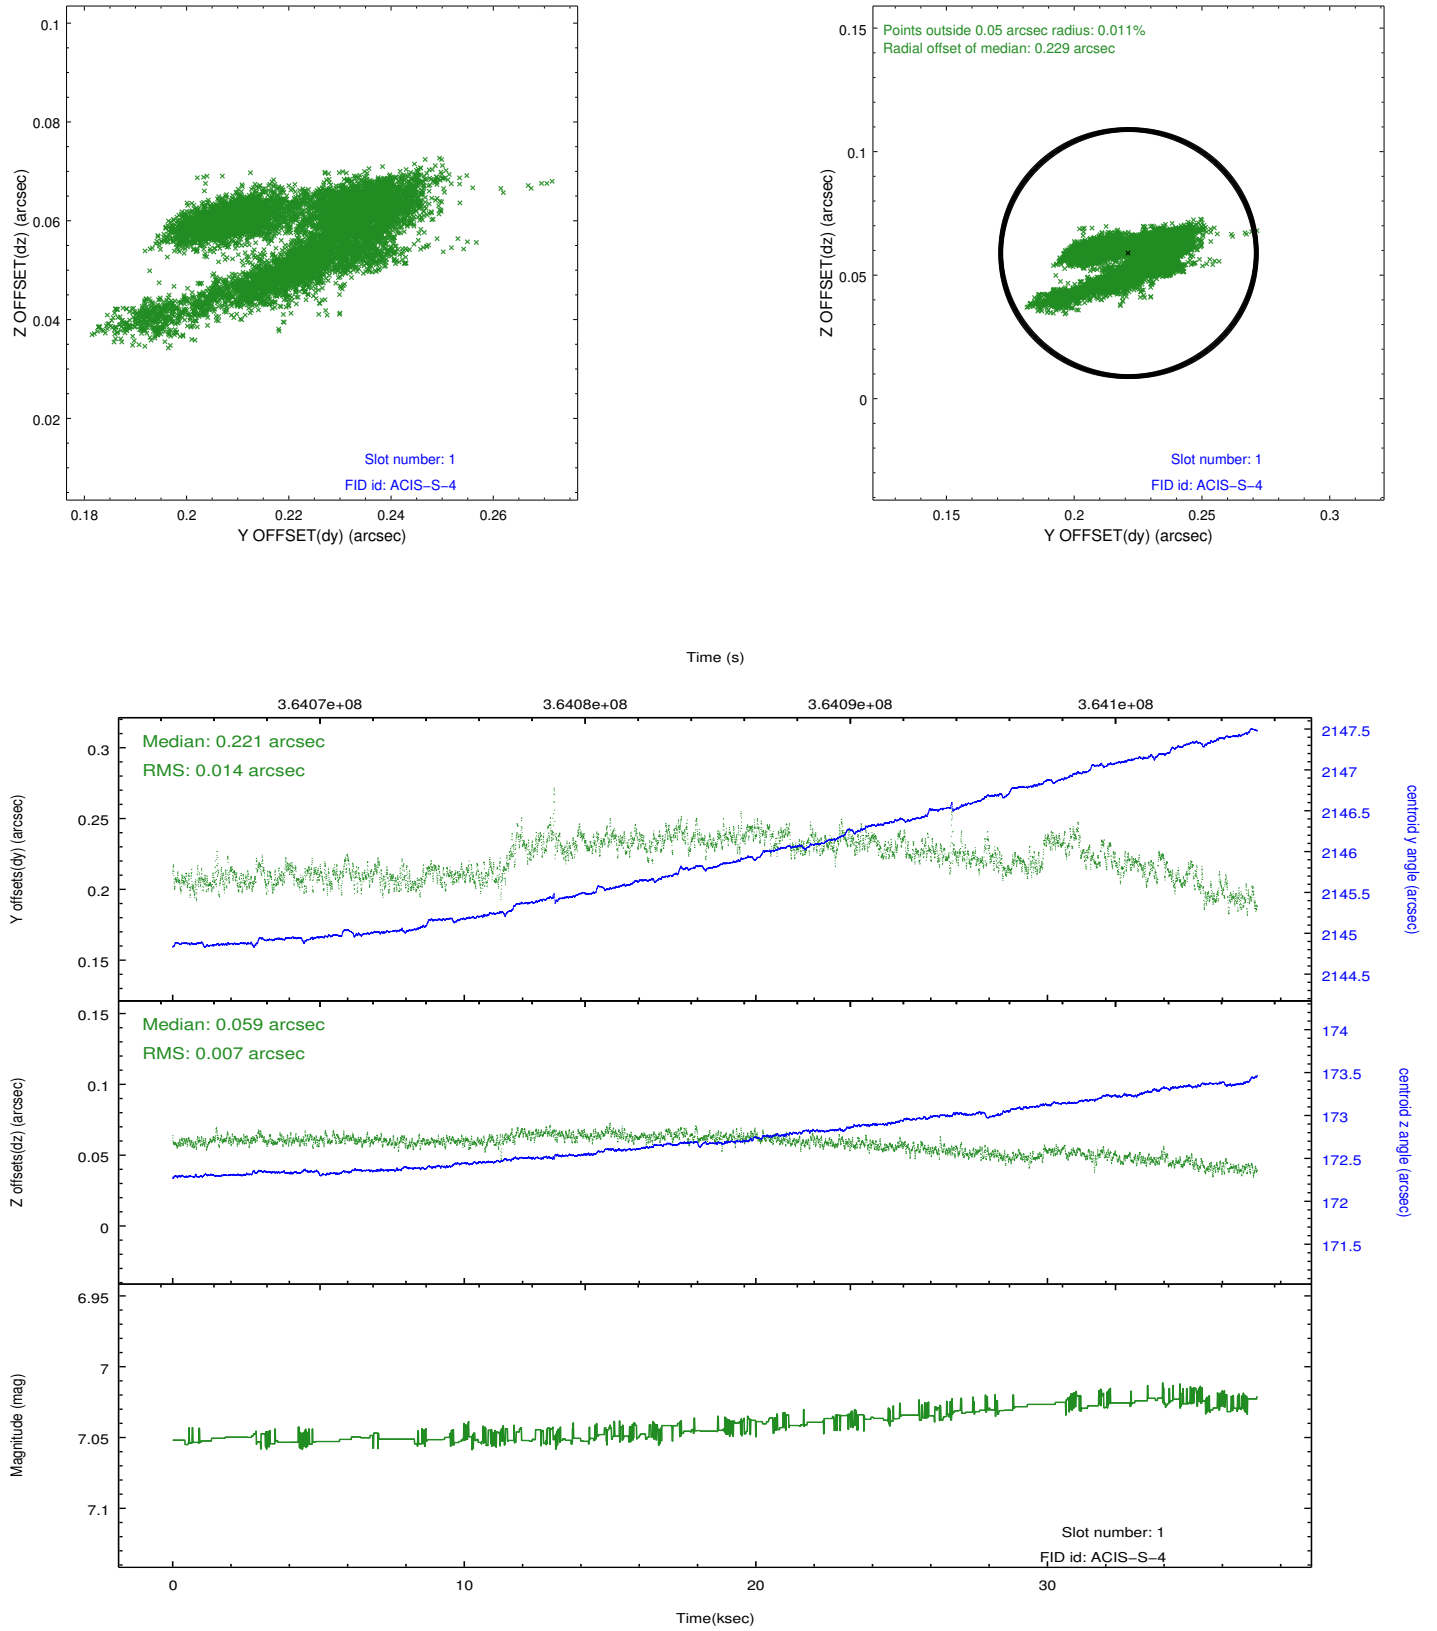 0.1
0.08
0.06
0.04
0.02
Z OFFSET(dz) (arcsec)
Slot number: 1
FID id: ACIS−S−4
0.18 0.2 0.22 0.24 0.26
Y OFFSET(dy) (arcsec)
Points outside 0.05 arcsec radius: 0.011%
Radial offset of median: 0.229 arcsec
0.15
0.1
0.05
0
Z OFFSET(dz) (arcsec)
Slot number: 1
FID id: ACIS−S−4
0.15 0.2 0.25 0.3
Y OFFSET(dy) (arcsec)
Time (s)
3.6407e+08 3.6408e+08 3.6409e+08 3.641e+08
Median: 0.221 arcsec
RMS: 0.014 arcsec
0.3
0.25
0.2
0.15
Y offsets(dy) (arcsec)
2147.5
2147
2146.5
2146
2145.5
2145
2144.5
centroid y angle (arcsec)
Median: 0.059 arcsec
RMS: 0.007 arcsec
0.15
0.1
0.05
0
Z offsets(dz) (arcsec)
174
173.5
173
172.5
172
171.5
centroid z angle (arcsec)
6.95
7
7.05
7.1
Magnitude (mag)
Slot number: 1
FID id: ACIS−S−4
0 10 20 30
Time(ksec)